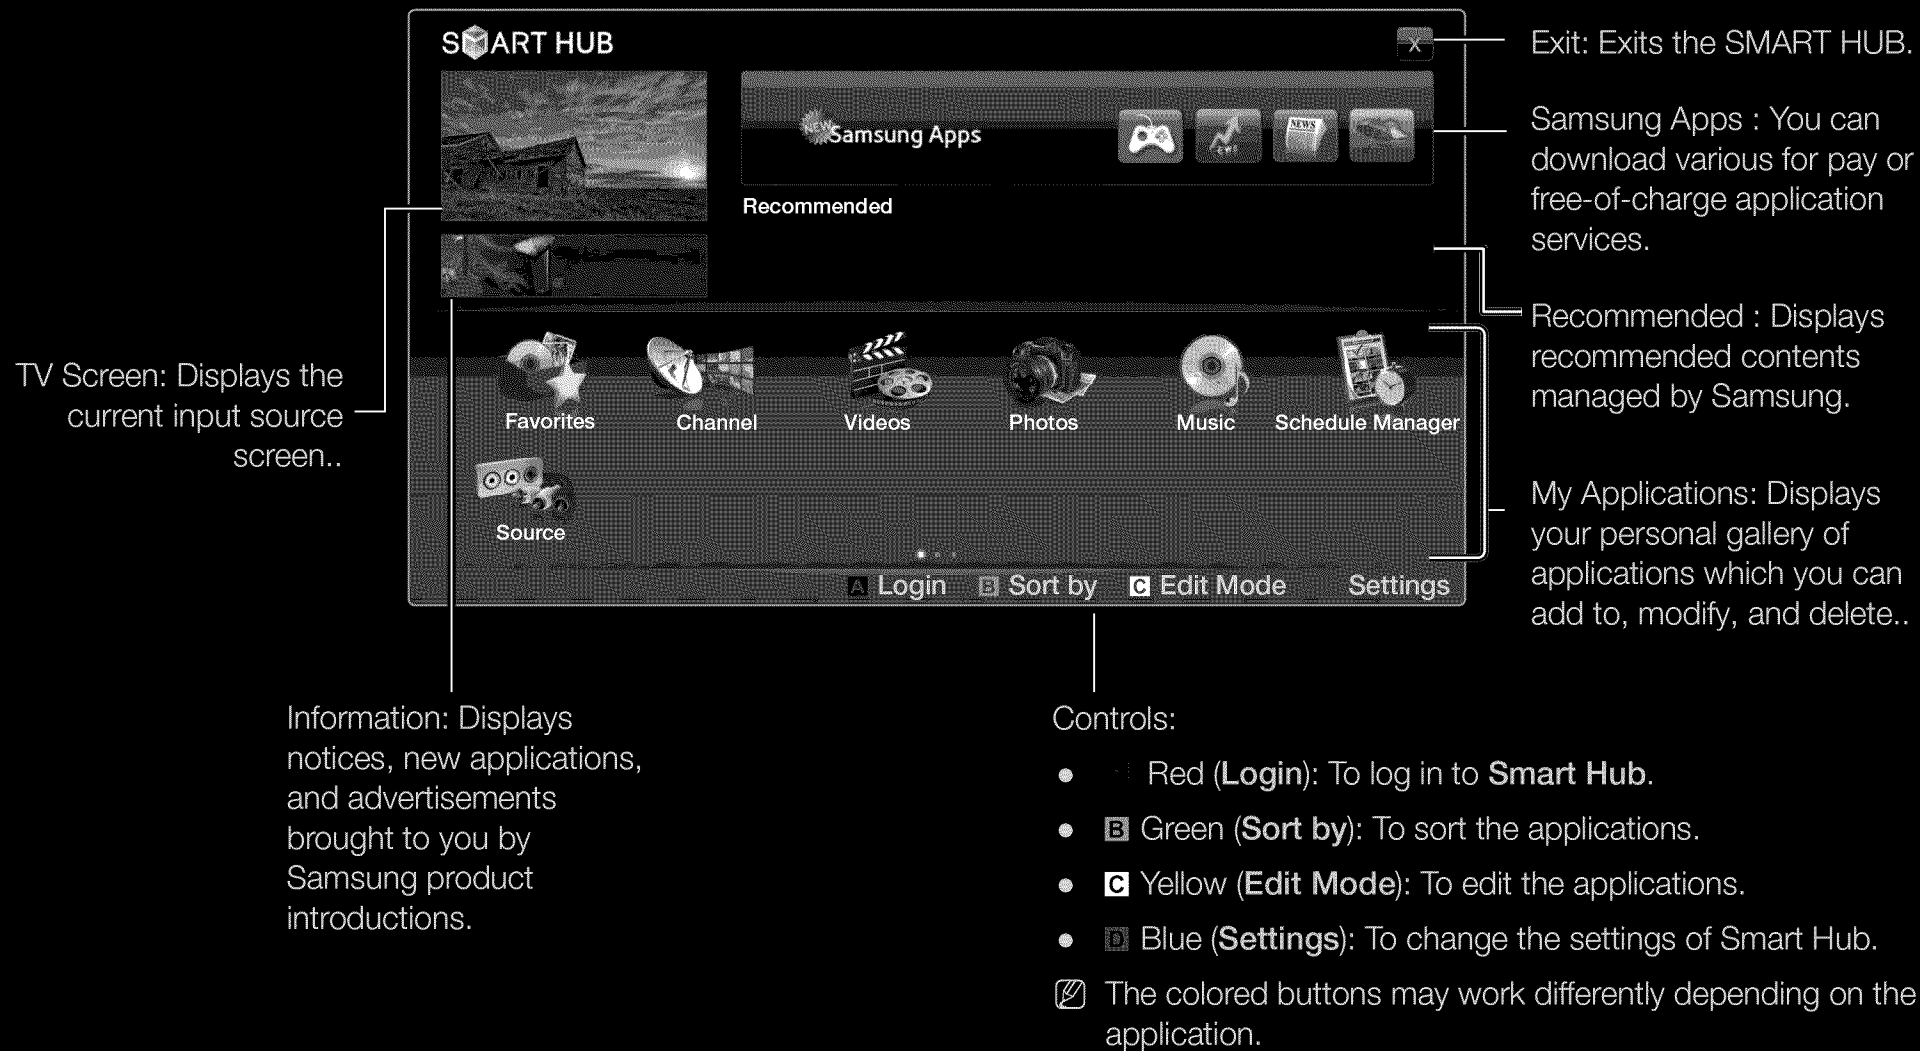 SMART HUB
X
NEW
Samsung Apps
NEWS
Recommended
Favorites
Channel
Videos
Photos
Music
Schedule Manager
Source
A Login
B Sort by
C Edit Mode
Settings
Exit: Exits the SMART HUB.
Samsung Apps : You can
download various for pay or
free-of-charge application
services.
Recommended : Displays
recommended contents
managed by Samsung.
My Applications: Displays
your personal gallery of
applications which you can
add to, modify, and delete..
TV Screen: Displays the
current input source
screen..
Information: Displays
notices, new applications,
and advertisements
brought to you by
Samsung product
introductions.
Controls:
● Red (Login): To log in to Smart Hub.
● B Green (Sort by): To sort the applications.
● C Yellow (Edit Mode): To edit the applications.
● D Blue (Settings): To change the settings of Smart Hub.
The colored buttons may work differently depending on the
application.